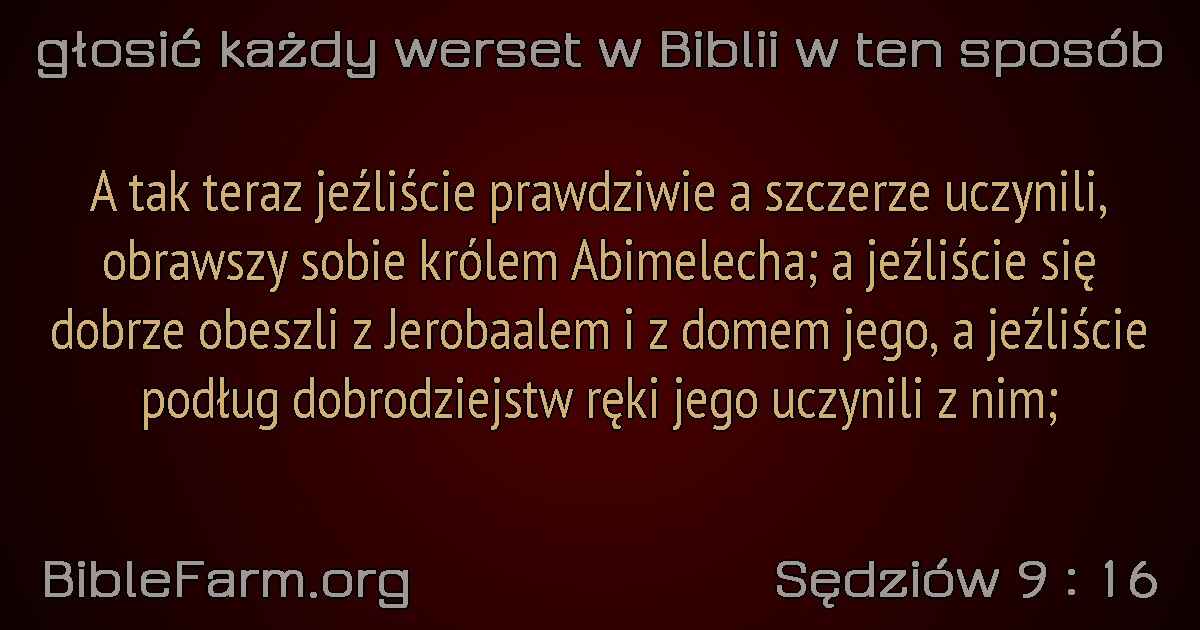 głosić każdy werset w Biblii w ten sposób
A tak teraz jeźliście prawdziwie a szczerze uczynili,
obrawszy sobie królem Abimelecha; a jeźliście się
dobrze obeszli z Jerobaalem i z domem jego, a jeźliście
podług dobrodziejstw ręki jego uczynili z nim;
BibleFarm.org
Sędziów 9 : 16